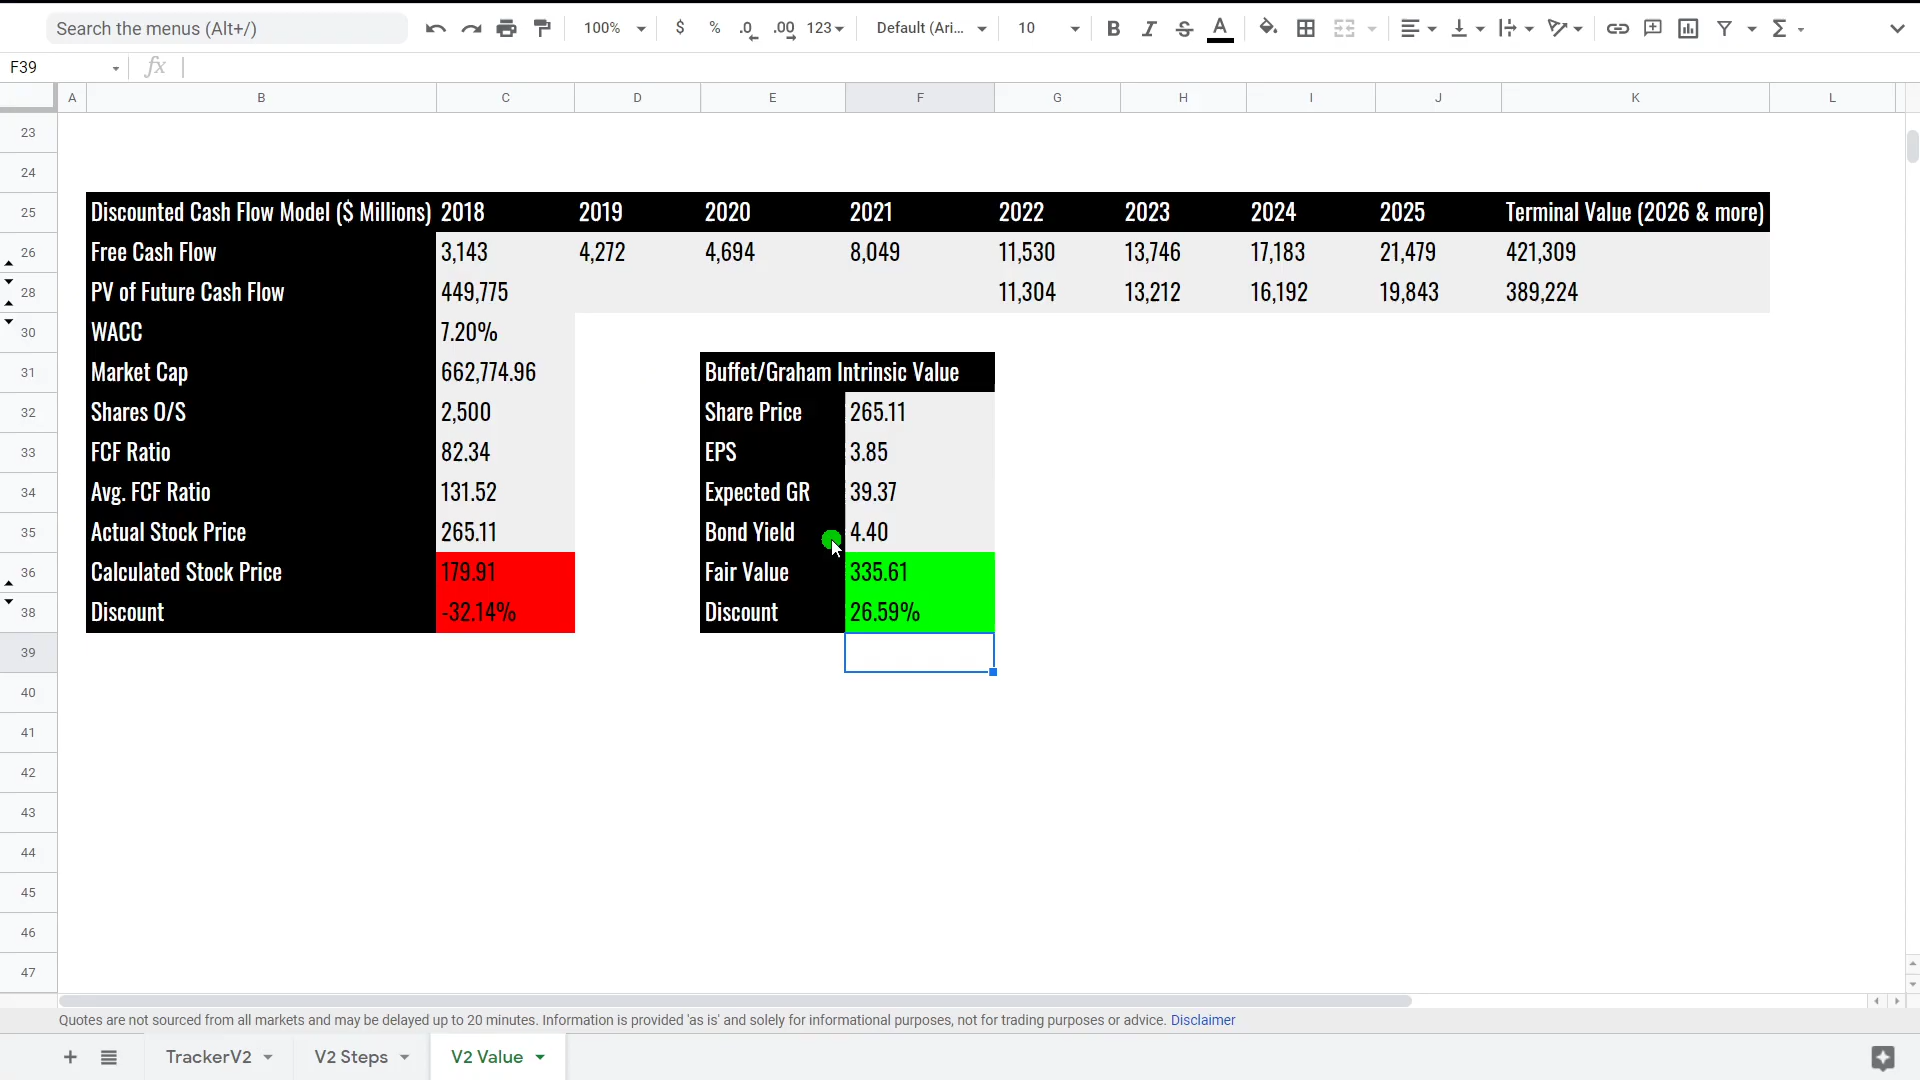 Search the menus (Alt+/) 100% $ % .0 .00 123 Default (Ari... 10 B I S A Σ
F39 fx
A B C D E F G H I J K L
23
24
25 Discounted Cash Flow Model ($ Millions) 2018 2019 2020 2021 2022 2023 2024 2025 Terminal Value (2026 & more)
26 Free Cash Flow 3,143 4,272 4,694 8,049 11,530 13,746 17,183 21,479 421,309
28 PV of Future Cash Flow 449,775 11,304 13,212 16,192 19,843 389,224
30 WACC 7.20%
31 Market Cap 662,774.96 Buffet/Graham Intrinsic Value
32 Shares O/S 2,500 Share Price 265.11
33 FCF Ratio 82.34 EPS 3.85
34 Avg. FCF Ratio 131.52 Expected GR 39.37
35 Actual Stock Price 265.11 Bond Yield 4.40
36 Calculated Stock Price 179.91 Fair Value 335.61
38 Discount -32.14% Discount 26.59%
39
40
41
42
43
44
45
46
47
Quotes are not sourced from all markets and may be delayed up to 20 minutes. Information is provided 'as is' and solely for informational purposes, not for trading purposes or advice. Disclaimer
+ TrackerV2 V2 Steps V2 Value